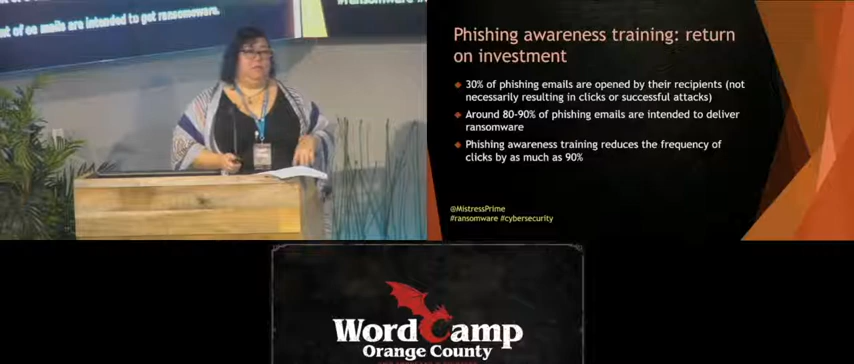 nt of oe mails are intended to get ransomoware.
#ransomware #
Phishing awareness training: return
on investment
30% of phishing emails are opened by their recipients (not
necessarily resulting in clicks or successful attacks)
Around 80-90% of phishing emails are intended to deliver
ransomware
Phishing awareness training reduces the frequency of
clicks by as much as 90%
@MistressPrime
#ransomware #cybersecurity
WordCamp
Orange County